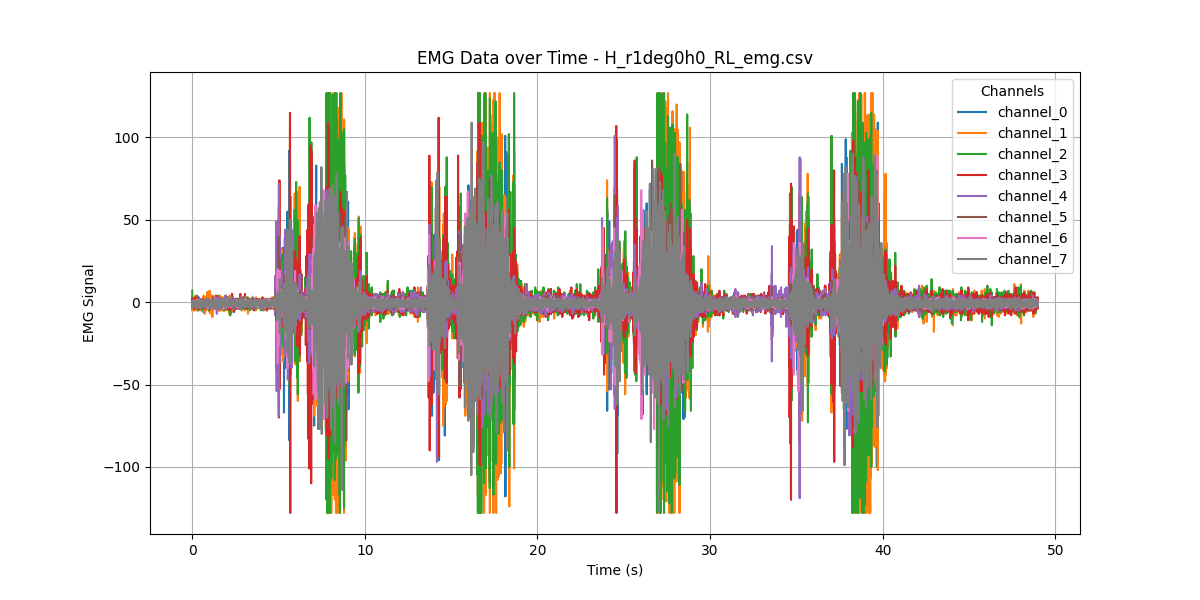 EMG Data over Time - H_r1deg0h0_RL_emg.csv
Channels
channel_0
channel_1
channel_2
channel_3
channel_4
channel_5
channel_6
channel_7
EMG Signal
100
50
0
−50
−100
0 10 20 30 40 50
Time (s)